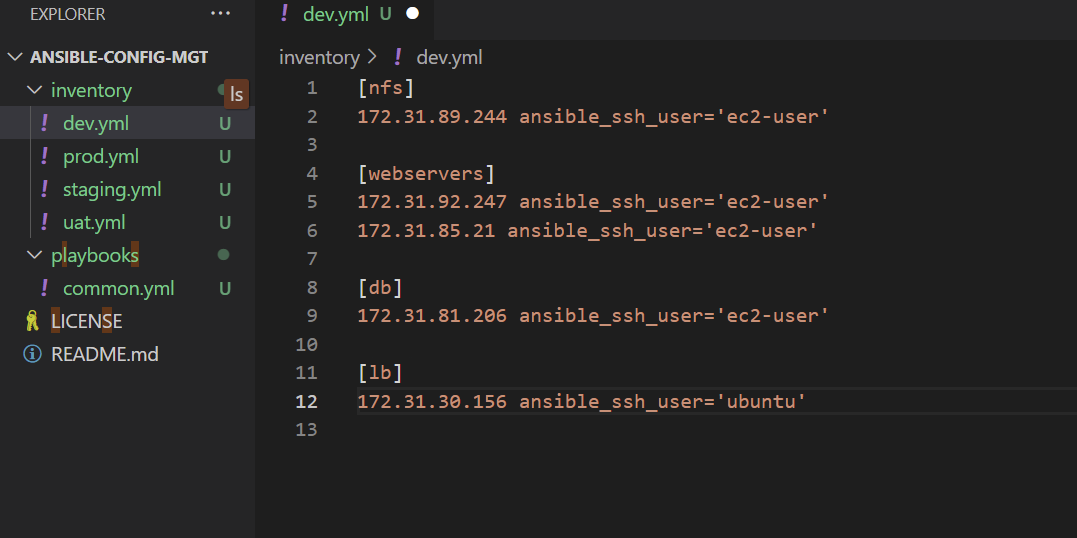 EXPLORER ···
ANSIBLE-CONFIG-MGT
inventory
ls
! dev.yml U
! prod.yml U
! staging.yml U
! uat.yml U
playbooks
! common.yml U
LICENSE
README.md
! dev.yml U
inventory > ! dev.yml
1 [nfs]
2 172.31.89.244 ansible_ssh_user='ec2-user'
3
4 [webservers]
5 172.31.92.247 ansible_ssh_user='ec2-user'
6 172.31.85.21 ansible_ssh_user='ec2-user'
7
8 [db]
9 172.31.81.206 ansible_ssh_user='ec2-user'
10
11 [lb]
12 172.31.30.156 ansible_ssh_user='ubuntu'
13